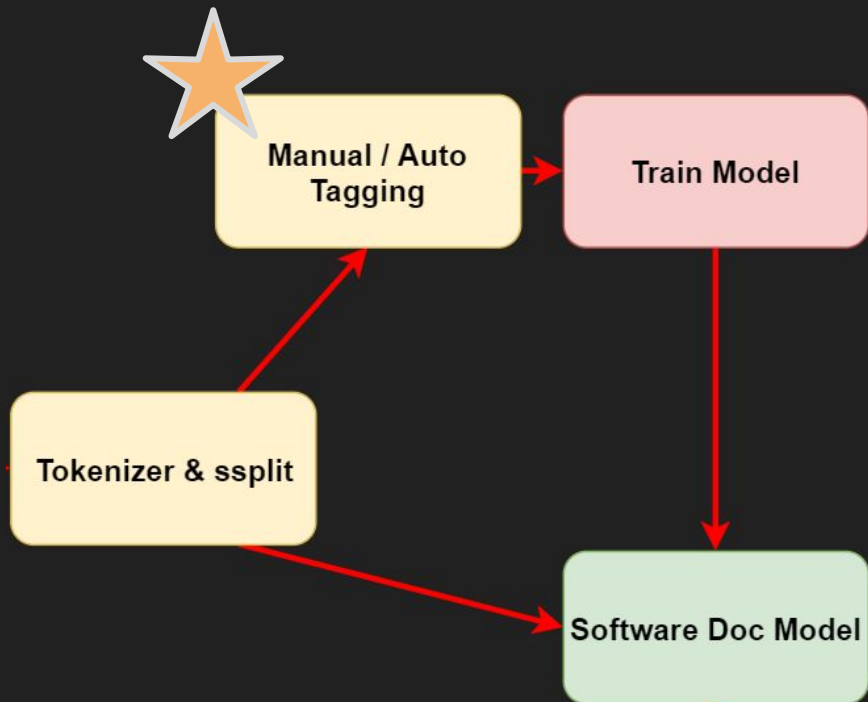 Manual / Auto
Tagging
Train Model
Tokenizer & ssplit
Software Doc Model